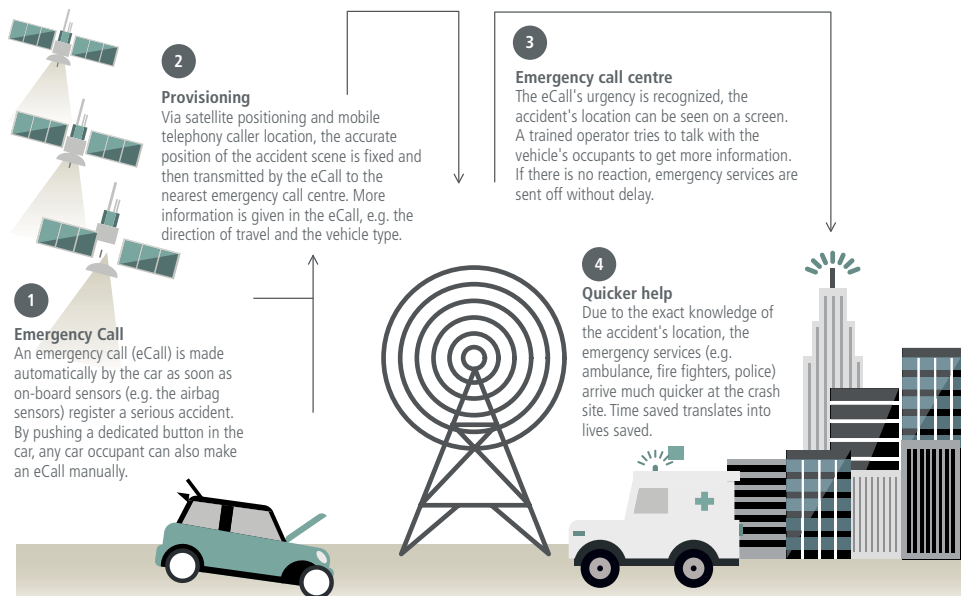 1
Emergency Call
An emergency call (eCall) is made
automatically by the car as soon as
on-board sensors (e.g. the airbag
sensors) register a serious accident.
By pushing a dedicated button in the
car, any car occupant can also make
an eCall manually.
2
Provisioning
Via satellite positioning and mobile
telephony caller location, the accurate
position of the accident scene is fixed and
then transmitted by the eCall to the
nearest emergency call centre. More
information is given in the eCall, e.g. the
direction of travel and the vehicle type.
3
Emergency call centre
The eCall's urgency is recognized, the
accident's location can be seen on a screen.
A trained operator tries to talk with the
vehicle's occupants to get more information.
If there is no reaction, emergency services are
sent off without delay.
4
Quicker help
Due to the exact knowledge of
the accident's location, the
emergency services (e.g.
ambulance, fire fighters, police)
arrive much quicker at the crash
site. Time saved translates into
lives saved.